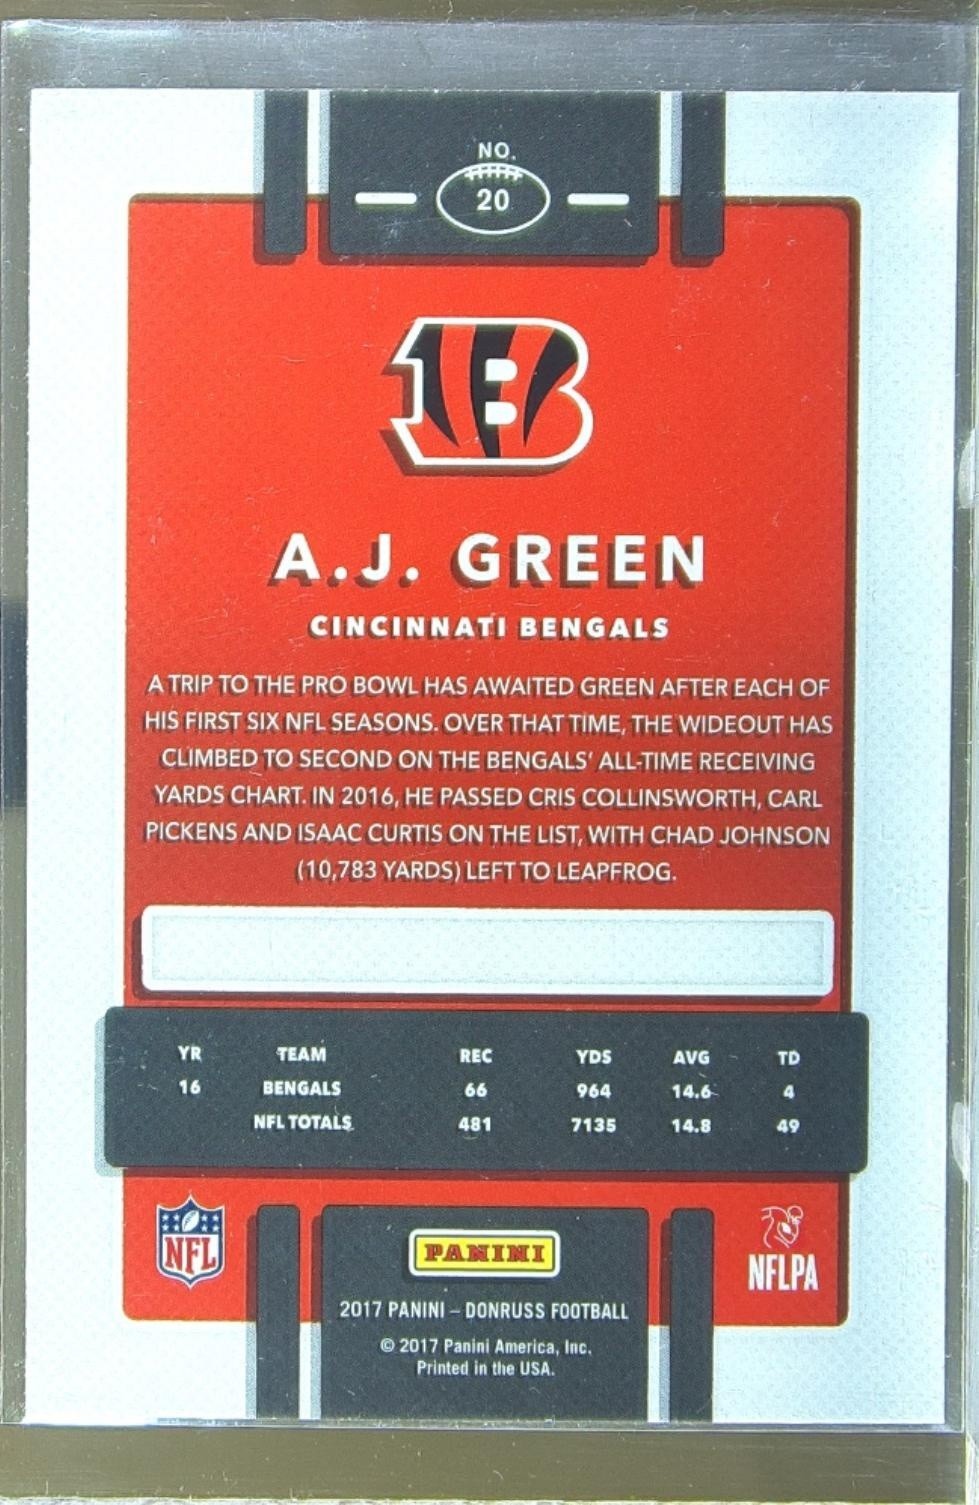 NO.
20
A.J. GREEN
CINCINNATI BENGALS
A TRIP TO THE PRO BOWL HAS AWAITED GREEN AFTER EACH OF
HIS FIRST SIX NFL SEASONS. OVER THAT TIME, THE WIDEOUT HAS
CLIMBED TO SECOND ON THE BENGALS' ALL-TIME RECEIVING
YARDS CHART. IN 2016, HE PASSED CRIS COLLINSWORTH, CARL
PICKENS AND ISAAC CURTIS ON THE LIST, WITH CHAD JOHNSON
(10,783 YARDS) LEFT TO LEAPFROG.
YR TEAM REC YDS AVG TD
16 BENGALS 66 964 14.6 4
NFL TOTALS 481 7135 14.8 49
NFL
PANINI
NFLPA
2017 PANINI – DONRUSS FOOTBALL
© 2017 Panini America, Inc.
Printed in the USA.